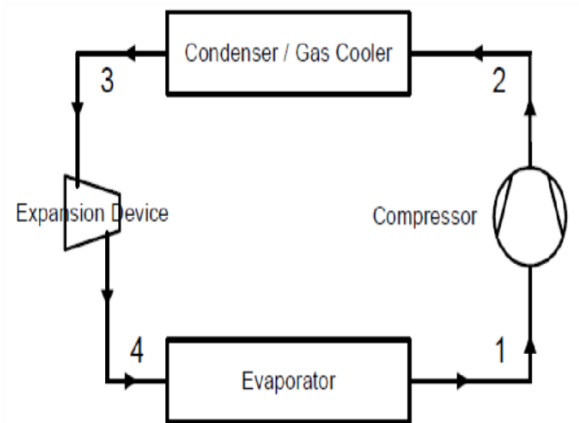 Condenser / Gas Cooler
3
2
Expansion Device
Compressor
4
1
Evaporator